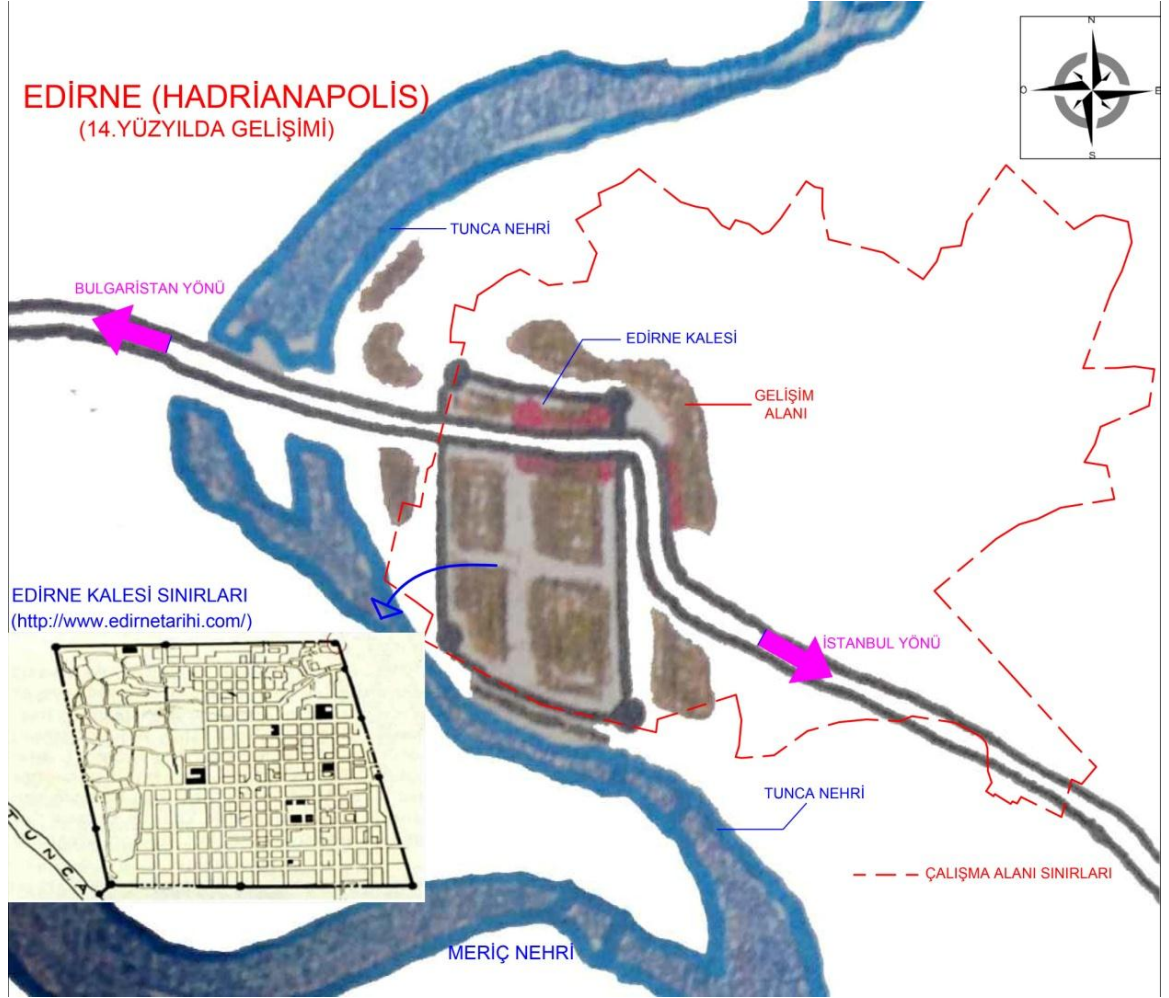 EDİRNE (HADRİANAPOLİS)
(14.YÜZYILDA GELİŞİMİ)
N
O
E
S
TUNCA NEHRİ
BULGARİSTAN YÖNÜ
EDİRNE KALESİ
GELİŞİM
ALANI
EDİRNE KALESİ SINIRLARI
(http://www.edirnetarihi.com/)
İSTANBUL YÖNÜ
TUNCA
TUNCA NEHRİ
ÇALIŞMA ALANI SINIRLARI
MERİÇ NEHRİ